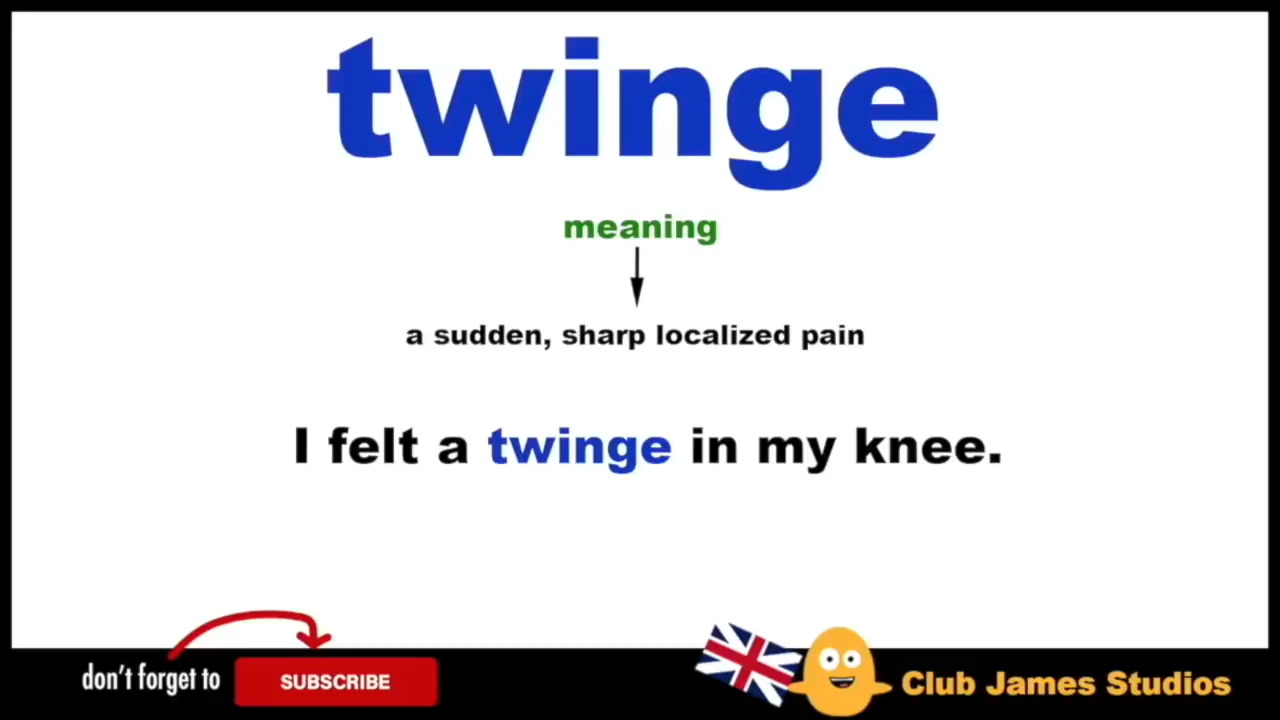 twinge
meaning
a sudden, sharp localized pain
I felt a twinge in my knee.
don't forget to SUBSCRIBE
Club James Studios